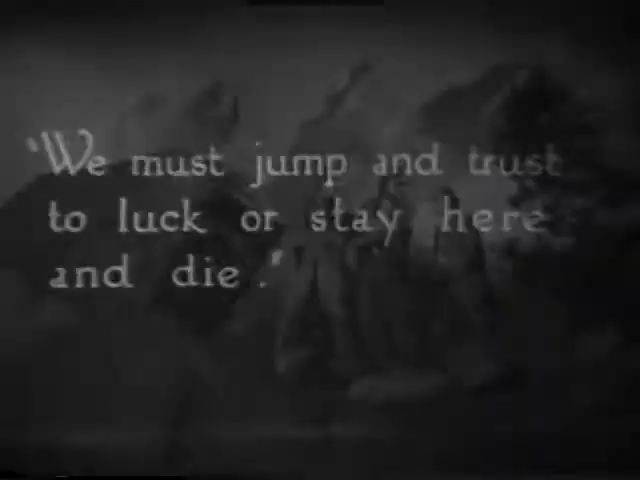 "We must jump and trust
to luck or stay here
and die."